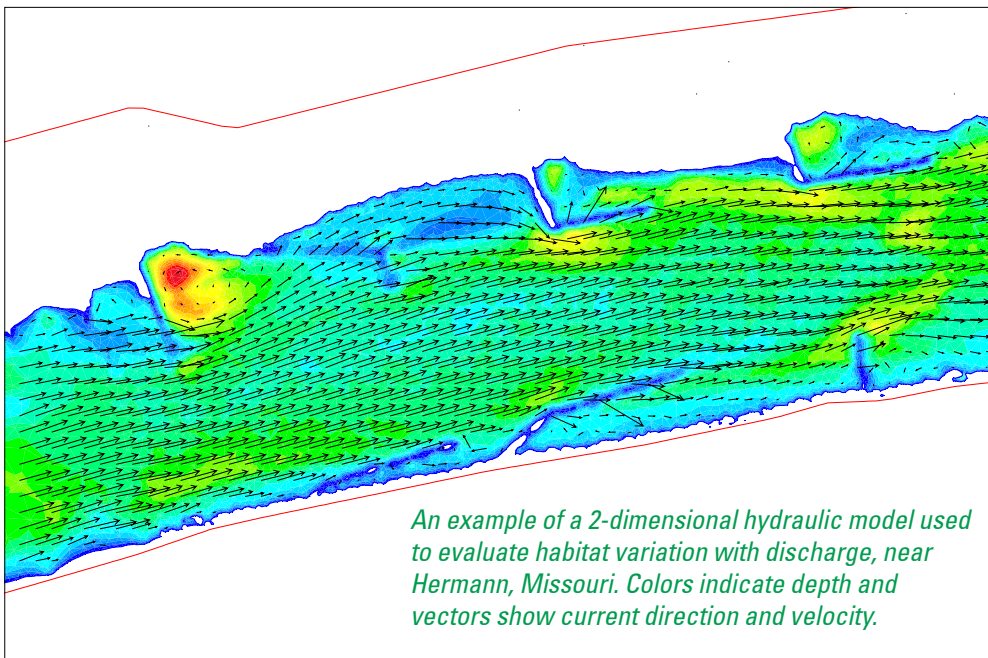 An example of a 2-dimensional hydraulic model used
to evaluate habitat variation with discharge, near
Hermann, Missouri. Colors indicate depth and
vectors show current direction and velocity.